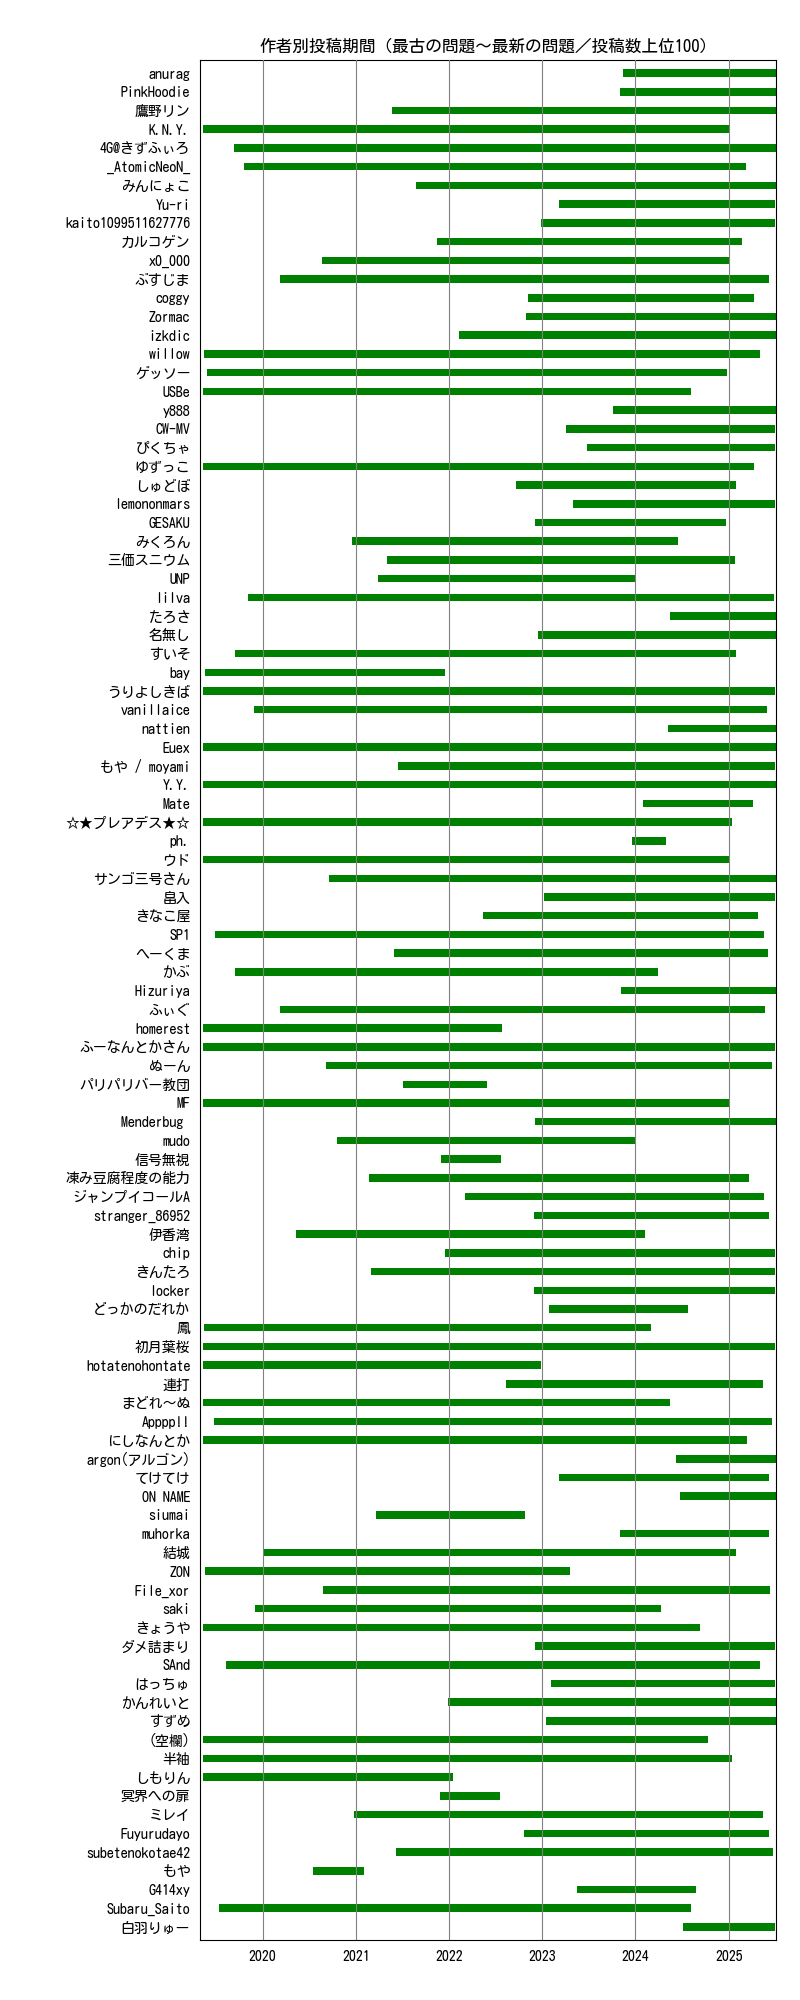 作者別投稿期間（最古の問題～最新の問題／投稿数上位100）
anurag
PinkHoodie
鷹野リン
K.N.Y.
4G@きずふぃろ
_AtomicNeoN_
みんにょこ
Yu-ri
kaito1099511627776
カルコゲン
x0_000
ぶすじま
coggy
Zormac
izkdic
willow
ゲッソー
USBe
y888
CW-MV
ぴくちゃ
ゆずっこ
しゅどぼ
lemononmars
GESAKU
みくろん
三価スニウム
UNP
lilva
たろさ
名無し
すいそ
bay
うりよしきば
vanillaice
nattien
Euex
もや / moyami
Y.Y.
Mate
☆★プレアデス★☆
ph.
ウド
サンゴ三号さん
畠入
きなこ屋
SP1
へーくま
かぶ
Hizuriya
ふぃぐ
homerest
ふーなんとかさん
ぬーん
パリパリバー教団
MF
Menderbug
mudo
信号無視
凍み豆腐程度の能力
ジャンプイコールA
stranger_86952
伊香湾
chip
きんたろ
locker
どっかのだれか
鳳
初月葉桜
hotatenohontate
連打
まどれ～ぬ
Appppll
にしなんとか
argon(アルゴン)
てけてけ
ON NAME
siumai
muhorka
結城
ZON
File_xor
saki
きょうや
ダメ詰まり
SAnd
はっちゅ
かんれいと
すずめ
(空欄)
半袖
しもりん
冥界への扉
ミレイ
Fuyurudayo
subetenokotae42
もや
G414xy
Subaru_Saito
白羽りゅー
2020 2021 2022 2023 2024 2025